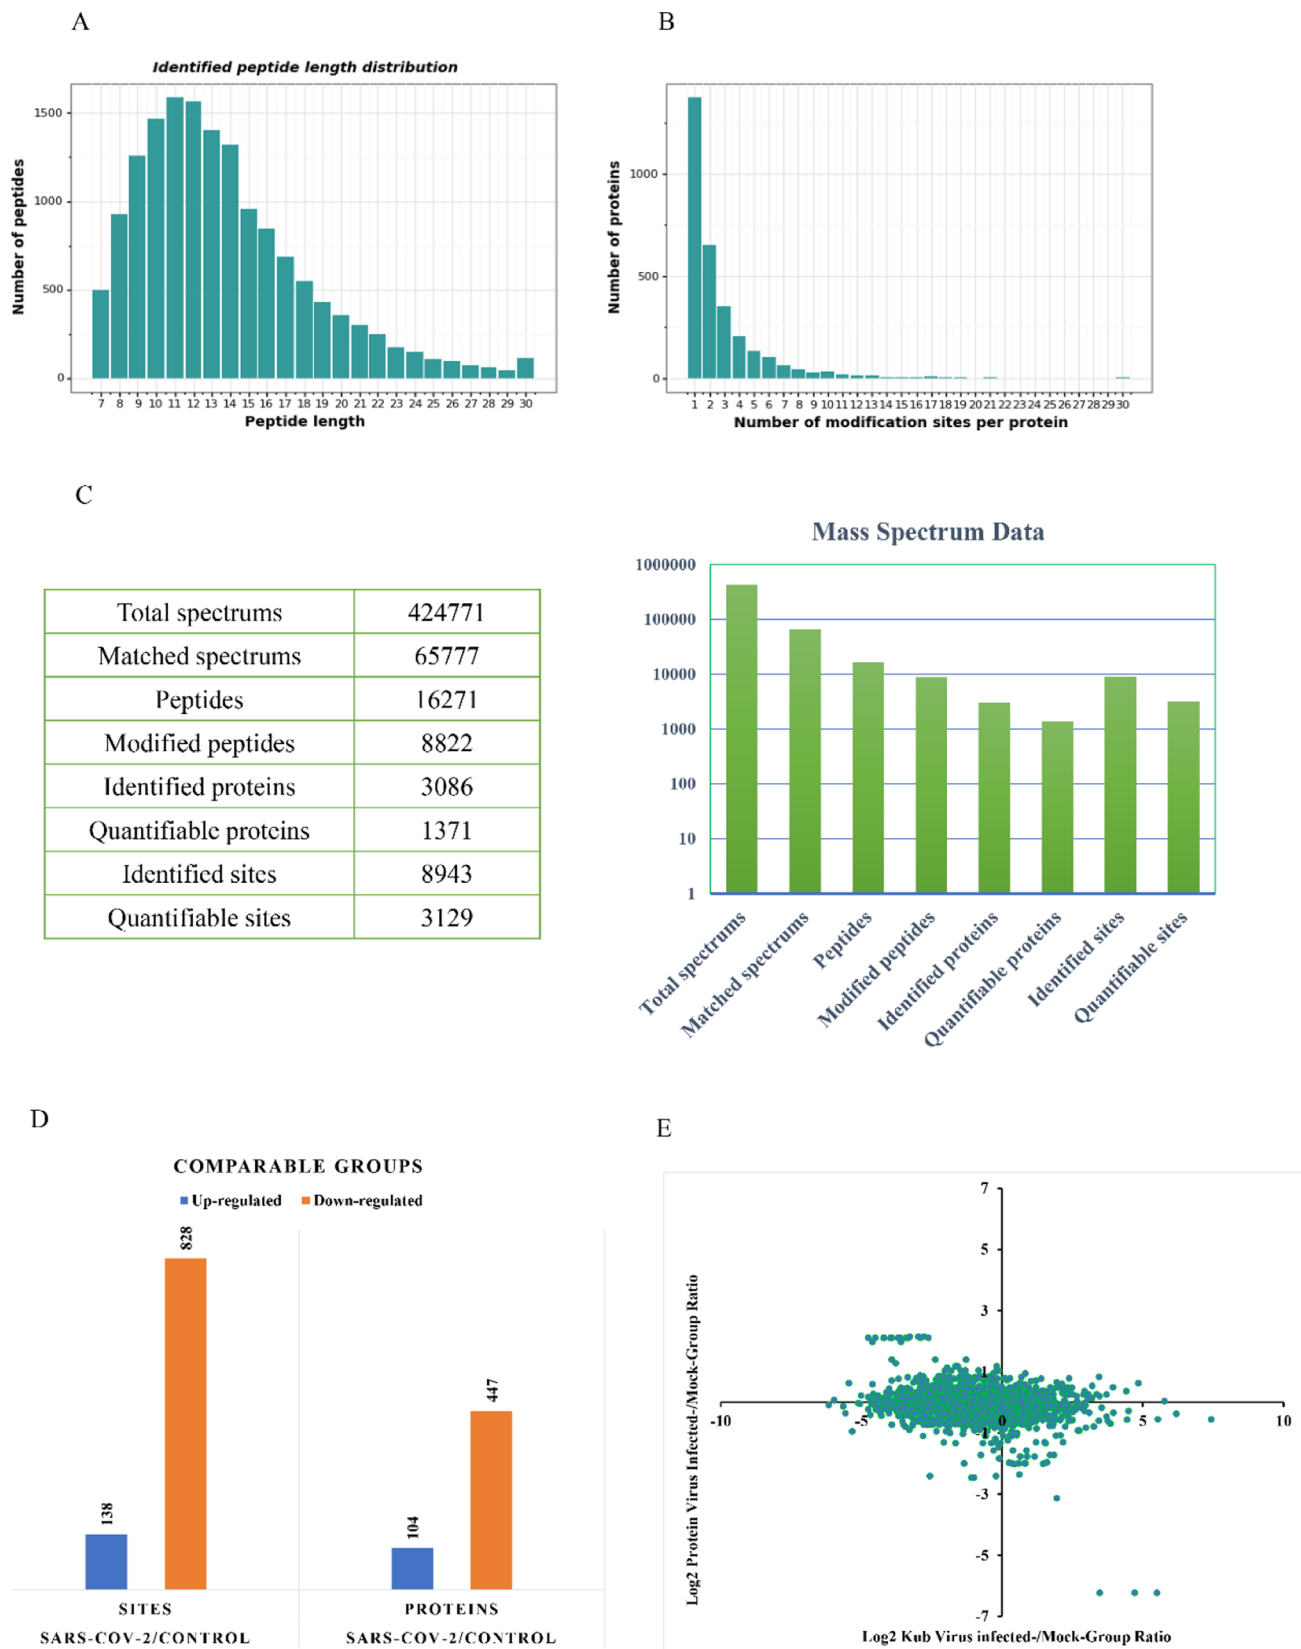 A
B
Identified peptide length distribution
Number of peptides
1500
1000
500
0
7 8 9 10 11 12 13 14 15 16 17 18 19 20 21 22 23 24 25 26 27 28 29 30
Peptide length
Number of proteins
1000
500
0
1 2 3 4 5 6 7 8 9 10 11 12 13 14 15 16 17 18 19 20 21 22 23 24 25 26 27 28 29 30
Number of modification sites per protein
C
Total spectrums 424771
Matched spectrums 65777
Peptides 16271
Modified peptides 8822
Identified proteins 3086
Quantifiable proteins 1371
Identified sites 8943
Quantifiable sites 3129
Mass Spectrum Data
1000000
100000
10000
1000
100
10
1
Total spectrums
Matched spectrums
Peptides
Modified peptides
Identified proteins
Quantifiable proteins
Identified sites
Quantifiable sites
D
COMPARABLE GROUPS
Up-regulated Down-regulated
138
828
104
447
SITES PROTEINS
SARS-COV-2/CONTROL SARS-COV-2/CONTROL
E
Log2 Protein Virus Infected-/Mock-Group Ratio
7
5
3
1
-10 -5 0 5 10
-1
-3
-5
-7
Log2 Kub Virus infected-/Mock-Group Ratio